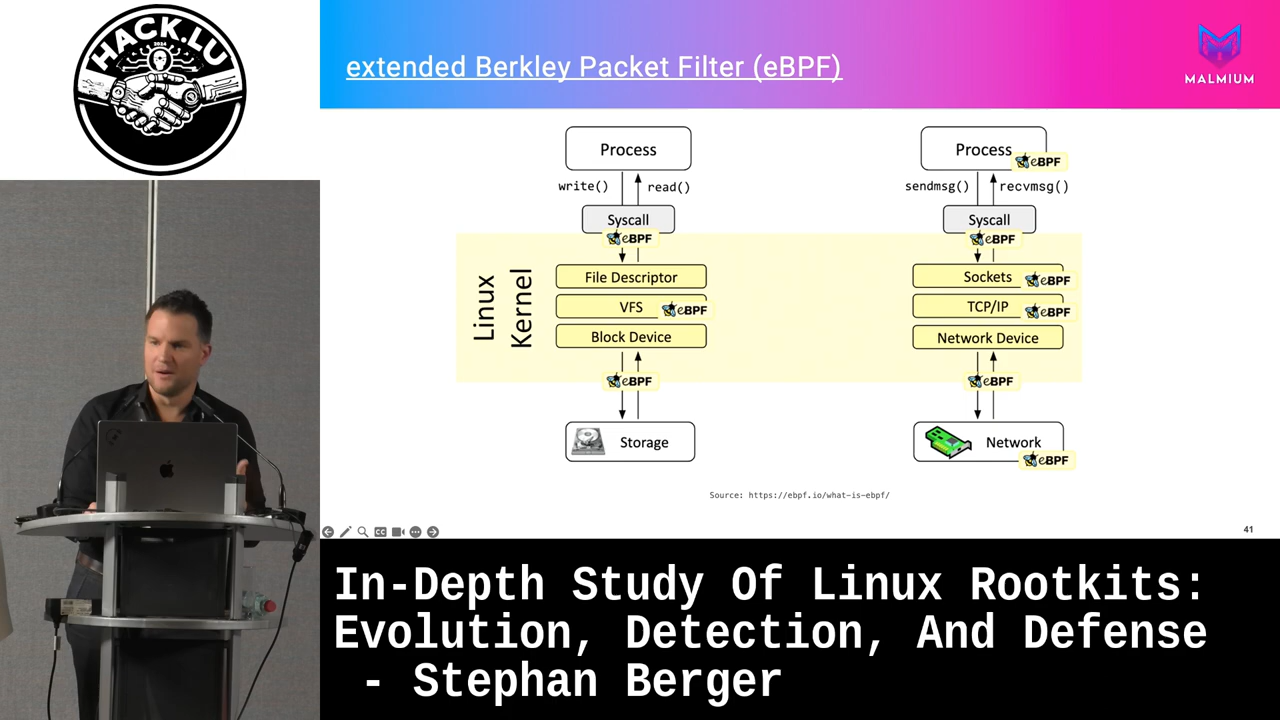 HACK.LU
2024
extended Berkley Packet Filter (eBPF)
MALMIUM
Process
write()
read()
Syscall
eBPF
Linux
Kernel
File Descriptor
VFS
eBPF
Block Device
eBPF
Storage
Process
eBPF
sendmsg()
recvmsg()
Syscall
eBPF
Sockets
eBPF
TCP/IP
eBPF
Network Device
eBPF
Network
eBPF
Source: https://ebpf.io/what-is-ebpf/
CC
41
In-Depth Study Of Linux Rootkits:
Evolution, Detection, And Defense
- Stephan Berger